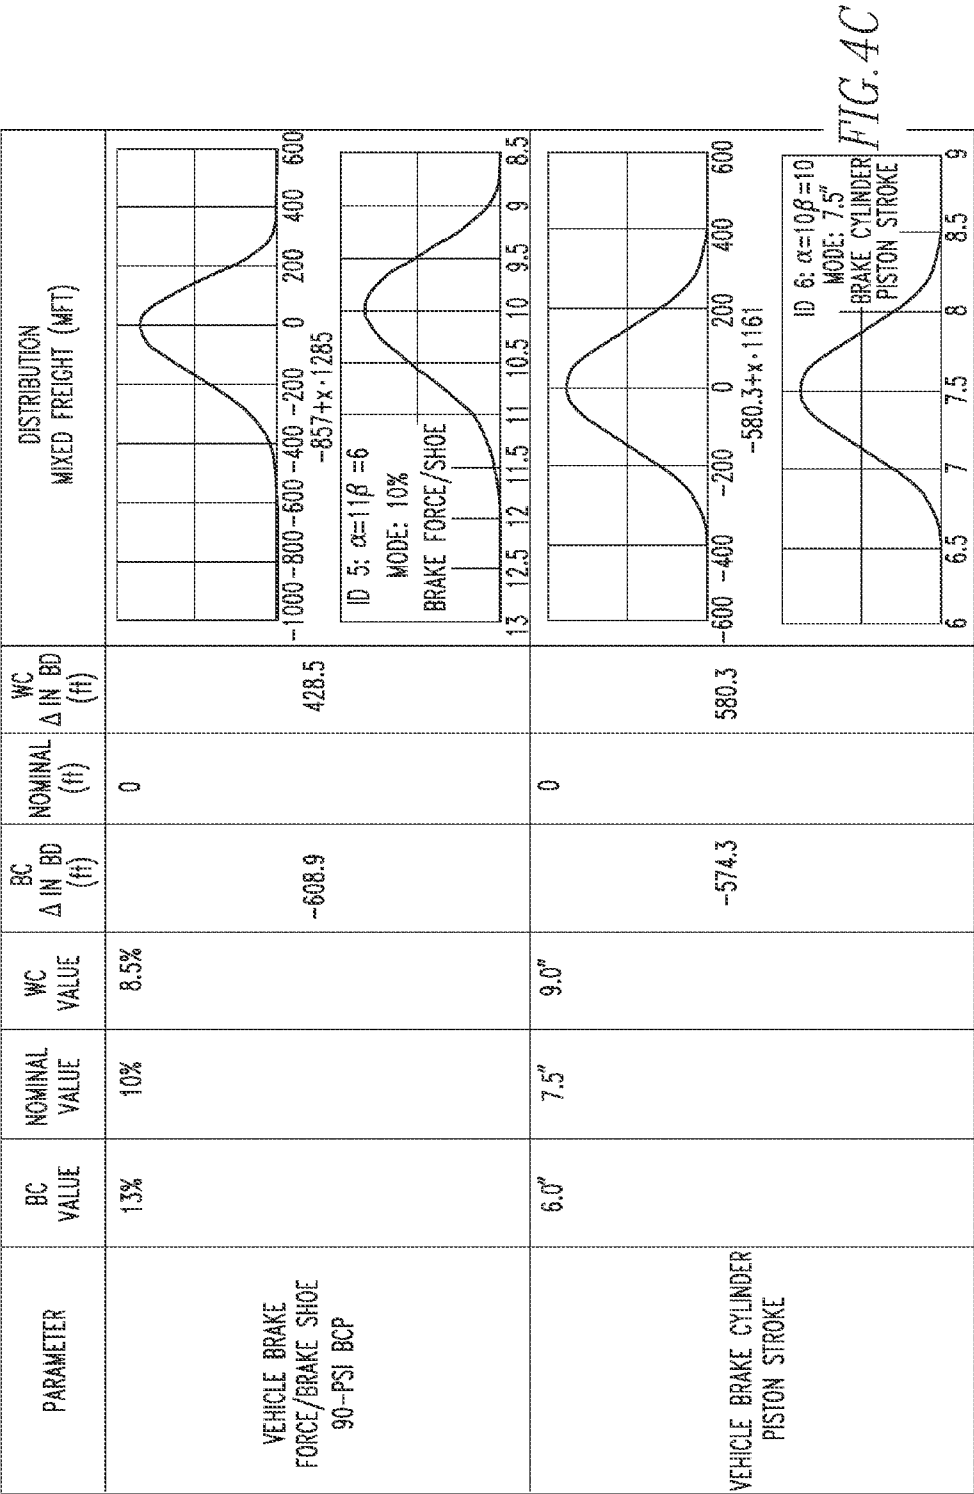 PARAMETER
BC
VALUE
NOMINAL
VALUE
WC
VALUE
BC
Δ IN BD
(ft)
NOMINAL
(ft)
WC
Δ IN BD
(ft)
DISTRIBUTION
MIXED FREIGHT (MFT)
VEHICLE BRAKE
FORCE/BRAKE SHOE
90-PSI BCP
13%
10%
8.5%
-608.9
0
428.5
-1000 -800 -600 -400 -200 0 200 400 600
-857+x·1285
ID 5: α=11β =6
MODE: 10%
BRAKE FORCE/SHOE
13 12.5 12 11.5 11 10.5 10 9.5 9 8.5
VEHICLE BRAKE CYLINDER
PISTON STROKE
6.0"
7.5"
9.0"
-574.3
0
580.3
-600 -400 -200 0 200 400 600
-580.3+x·1161
ID 6: α=10β=10
MODE: 7.5"
BRAKE CYLINDER
PISTON STROKE
6 6.5 7 7.5 8 8.5 9
FIG. 4C